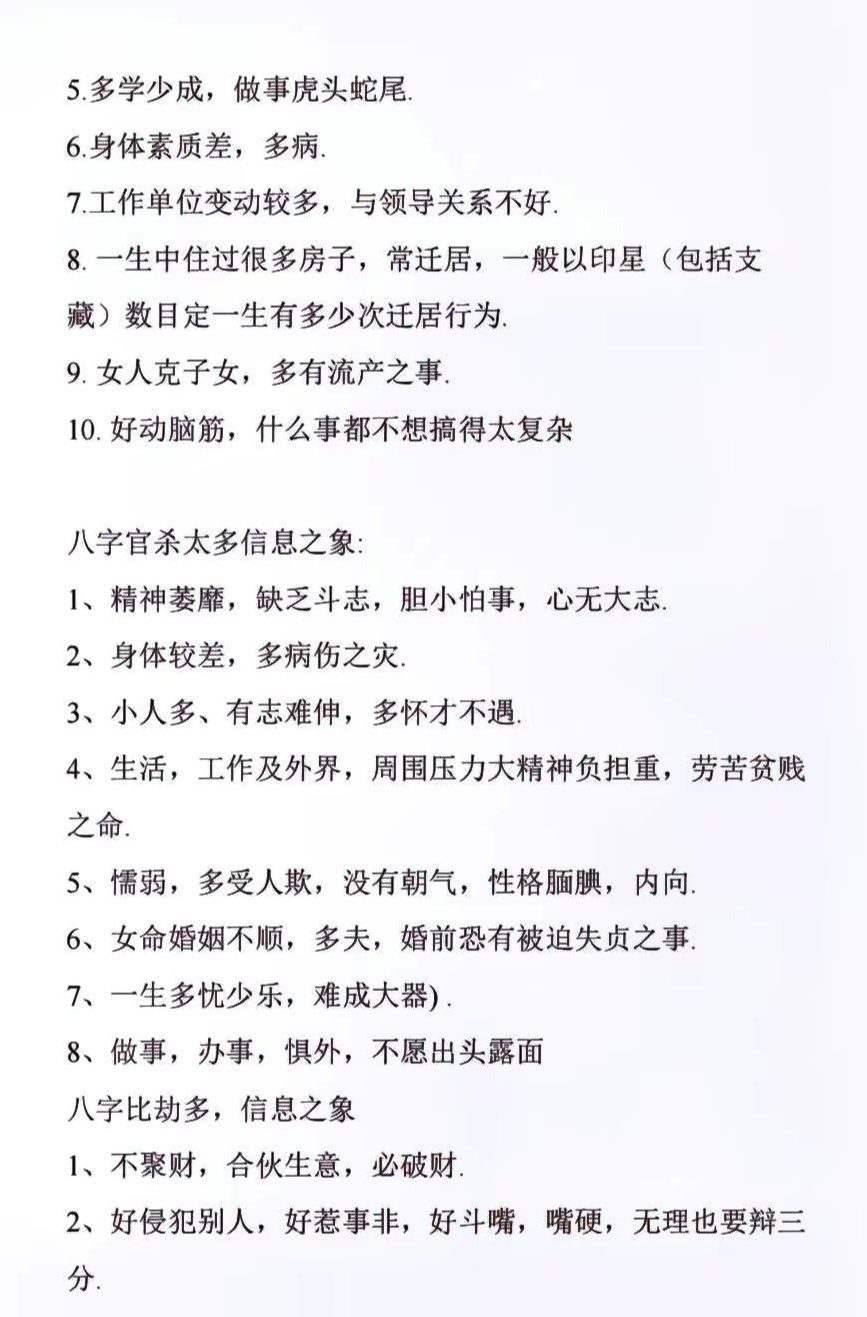 5.多学少成，做事虎头蛇尾.
6.身体素质差，多病.
7.工作单位变动较多，与领导关系不好.
8. 一生中住过很多房子，常迁居，一般以印星（包括支
藏）数目定一生有多少次迁居行为.
9. 女人克子女，多有流产之事.
10. 好动脑筋，什么事都不想搞得太复杂
八字官杀太多信息之象:
1、精神萎靡，缺乏斗志，胆小怕事，心无大志.
2、身体较差，多病伤之灾.
3、小人多、有志难伸，多怀才不遇.
4、生活，工作及外界，周围压力大精神负担重，劳苦贫贱
之命.
5、懦弱，多受人欺，没有朝气，性格腼腆，内向.
6、女命婚姻不顺，多夫，婚前恐有被迫失贞之事.
7、一生多忧少乐，难成大器) .
8、做事，办事，惧外，不愿出头露面
八字比劫多，信息之象
1、不聚财，合伙生意，必破财.
2、好侵犯别人，好惹事非，好斗嘴，嘴硬，无理也要辩三
分.